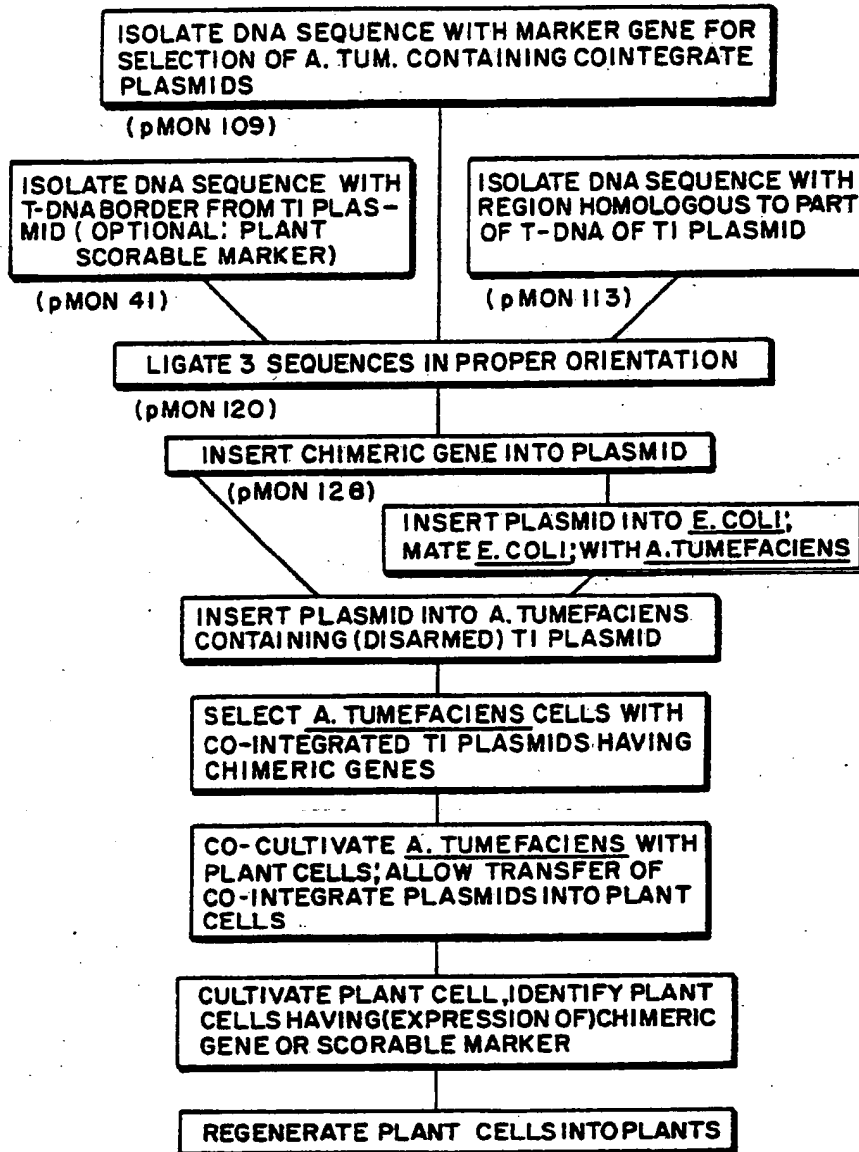 ISOLATE DNA SEQUENCE WITH MARKER GENE FOR
SELECTION OF A. TUM. CONTAINING COINTEGRATE
PLASMIDS
(pMON 109)
ISOLATE DNA SEQUENCE WITH
T-DNA BORDER FROM TI PLAS-
MID (OPTIONAL: PLANT
SCORABLE MARKER)
(pMON 41)
ISOLATE DNA SEQUENCE WITH
REGION HOMOLOGOUS TO PART
OF T-DNA OF TI PLASMID
(pMON 113)
LIGATE 3 SEQUENCES IN PROPER ORIENTATION
(pMON 120)
INSERT CHIMERIC GENE INTO PLASMID
(pMON 128)
INSERT PLASMID INTO E. COLI;
MATE E. COLI; WITH A. TUMEFACIENS
INSERT PLASMID INTO A. TUMEFACIENS
CONTAINING (DISARMED) TI PLASMID
SELECT A. TUMEFACIENS CELLS WITH
CO-INTEGRATED TI PLASMIDS HAVING
CHIMERIC GENES
CO-CULTIVATE A. TUMEFACIENS WITH
PLANT CELLS; ALLOW TRANSFER OF
CO-INTEGRATE PLASMIDS INTO PLANT
CELLS
CULTIVATE PLANT CELL, IDENTIFY PLANT
CELLS HAVING (EXPRESSION OF) CHIMERIC
GENE OR SCORABLE MARKER
REGENERATE PLANT CELLS INTO PLANTS